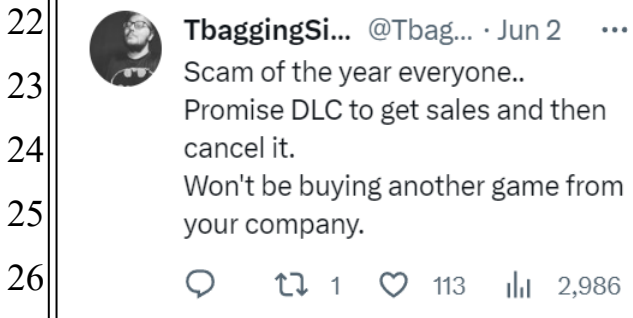 22
TbaggingSi... @Tbag... · Jun 2 ...
Scam of the year everyone..
23
Promise DLC to get sales and then
24
cancel it.
Won't be buying another game from
25
your company.
26
1 113 2,986